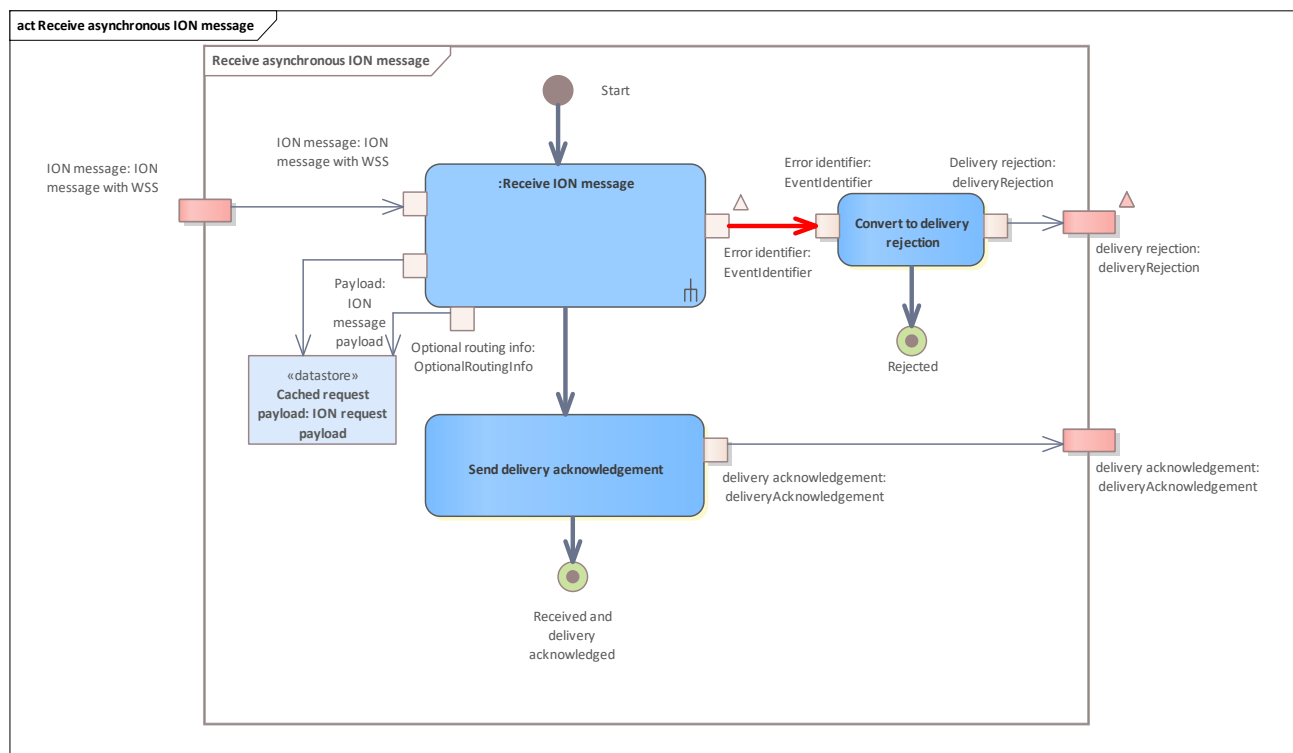 act Receive asynchronous ION message
Receive asynchronous ION message
Start
ION message: ION
message with WSS
ION message: ION
message with WSS
:Receive ION message
Error identifier:
EventIdentifier
Delivery rejection:
deliveryRejection
Convert to delivery
rejection
Error identifier:
EventIdentifier
delivery rejection:
deliveryRejection
Payload:
ION
message
payload
Optional routing info:
OptionalRoutingInfo
Rejected
«datastore»
Cached request
payload: ION request
payload
Send delivery acknowledgement
delivery acknowledgement:
deliveryAcknowledgement
delivery acknowledgement:
deliveryAcknowledgement
Received and
delivery
acknowledged